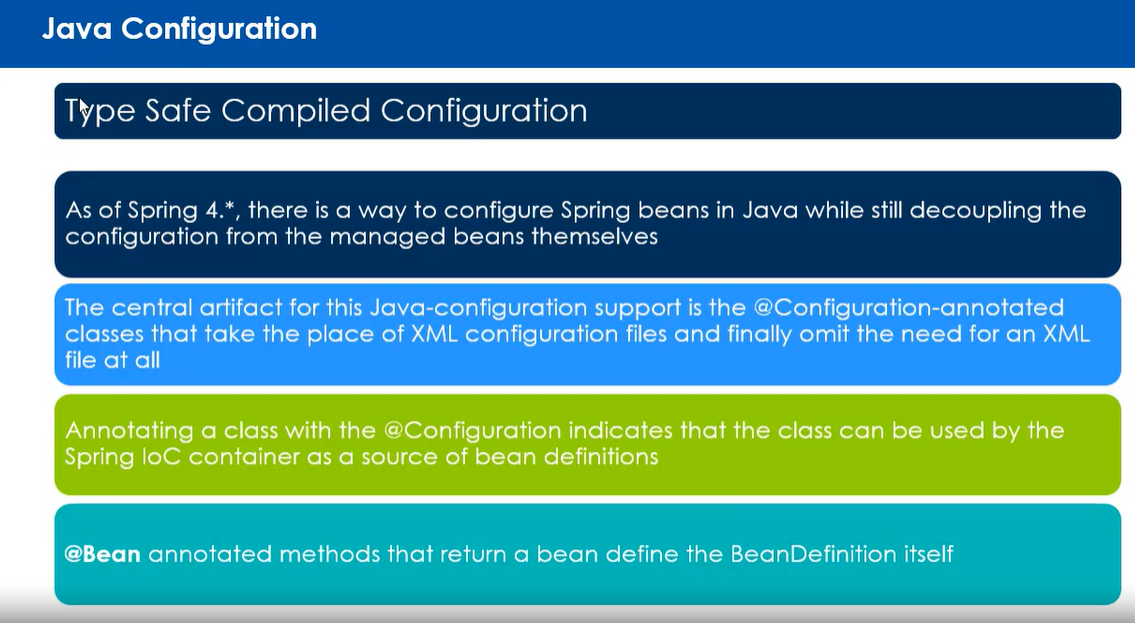 Java Configuration
Type Safe Compiled Configuration
As of Spring 4.*, there is a way to configure Spring beans in Java while still decoupling the
configuration from the managed beans themselves
The central artifact for this Java-configuration support is the @Configuration-annotated
classes that take the place of XML configuration files and finally omit the need for an XML
file at all
Annotating a class with the @Configuration indicates that the class can be used by the
Spring IoC container as a source of bean definitions
@Bean annotated methods that return a bean define the BeanDefinition itself